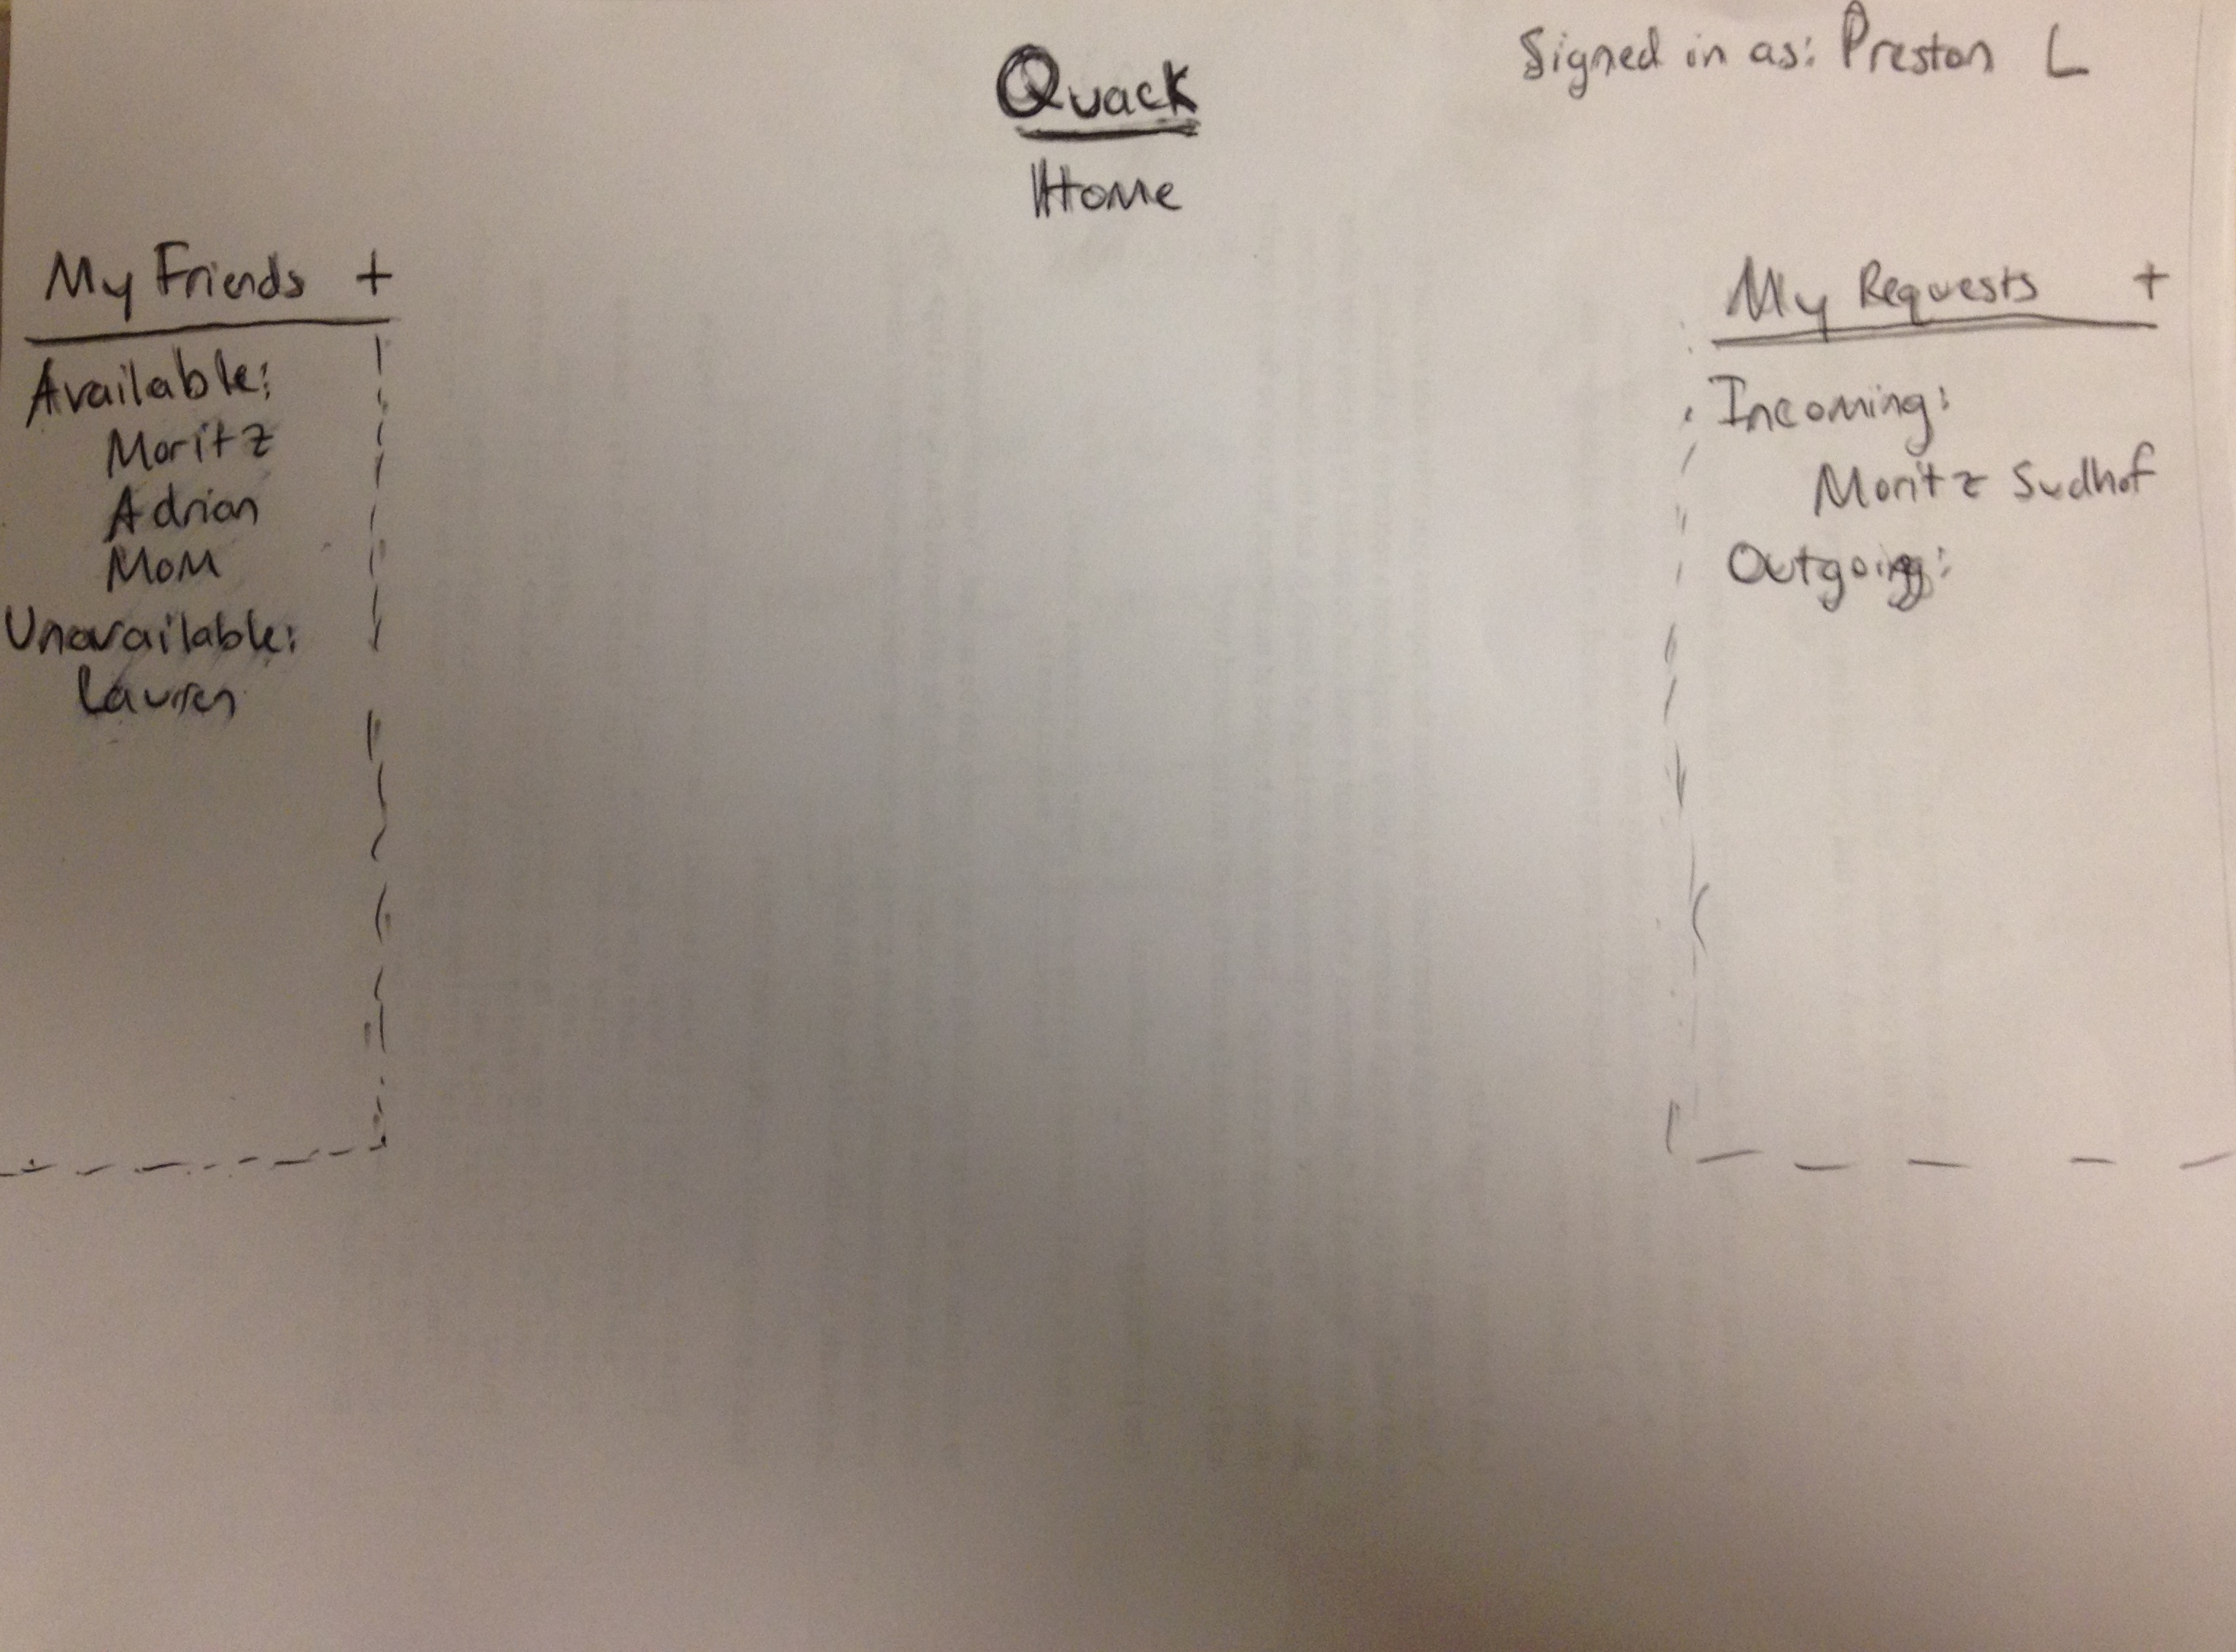 Signed in as: Preston L
Quack
Home
My Friends +
Available:
Moritz
Adrian
Mom
Unavailable:
Lauren
My Requests +
Incoming:
Moritz Sudhof
Outgoing: